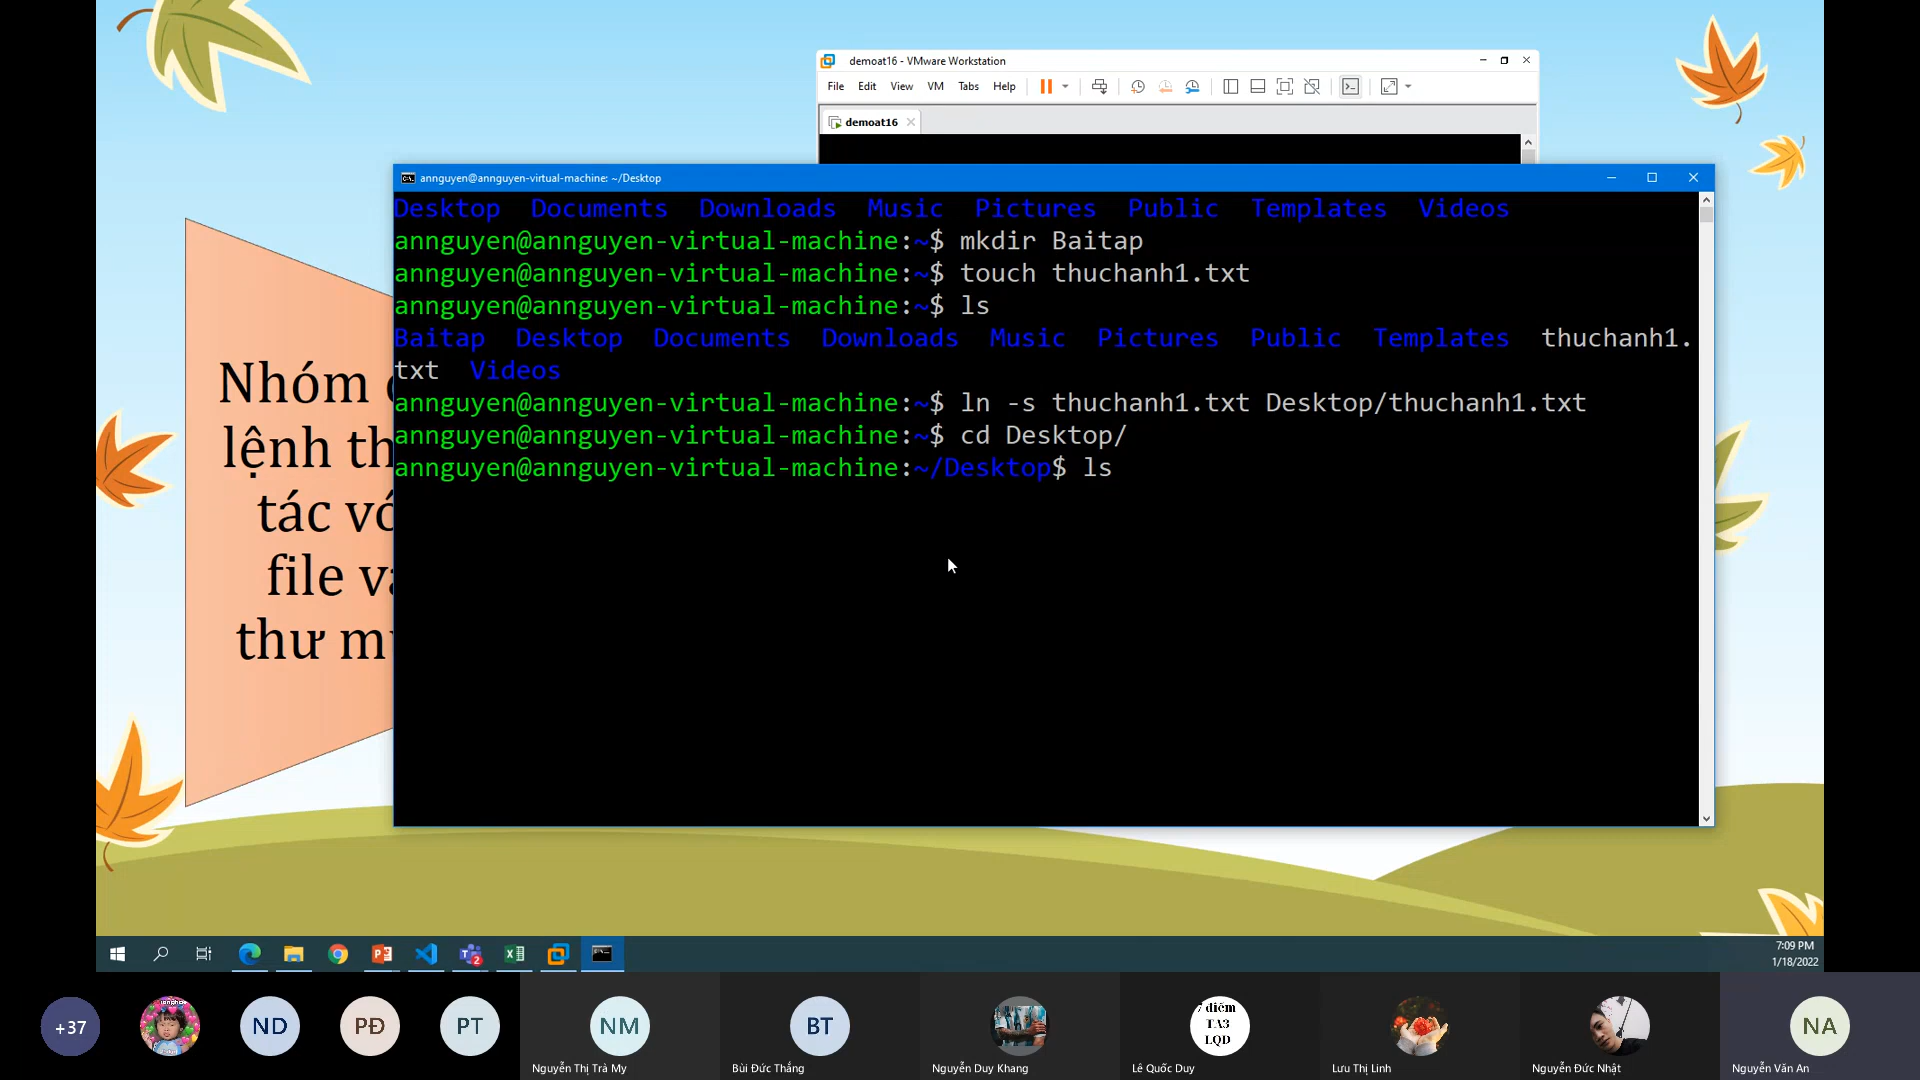 demoat16 - VMware Workstation
File Edit View VM Tabs Help
demoat16
annguyen@annguyen-virtual-machine: ~/Desktop
Desktop Documents Downloads Music Pictures Public Templates Videos
annguyen@annguyen-virtual-machine:~$ mkdir Baitap
annguyen@annguyen-virtual-machine:~$ touch thuchanh1.txt
annguyen@annguyen-virtual-machine:~$ ls
Baitap Desktop Documents Downloads Music Pictures Public Templates thuchanh1.
txt Videos
annguyen@annguyen-virtual-machine:~$ ln -s thuchanh1.txt Desktop/thuchanh1.txt
annguyen@annguyen-virtual-machine:~$ cd Desktop/
annguyen@annguyen-virtual-machine:~/Desktop$ ls
Nhóm
lệnh th
tác vớ
file và
thư mụ
7:09 PM
1/18/2022
+37
ND
PĐ
PT
NM
BT
7 điểm
TA3
LQD
NA
Nguyễn Thị Trà My
Bùi Đức Thắng
Nguyễn Duy Khang
Lê Quốc Duy
Lưu Thị Linh
Nguyễn Đức Nhật
Nguyễn Văn An